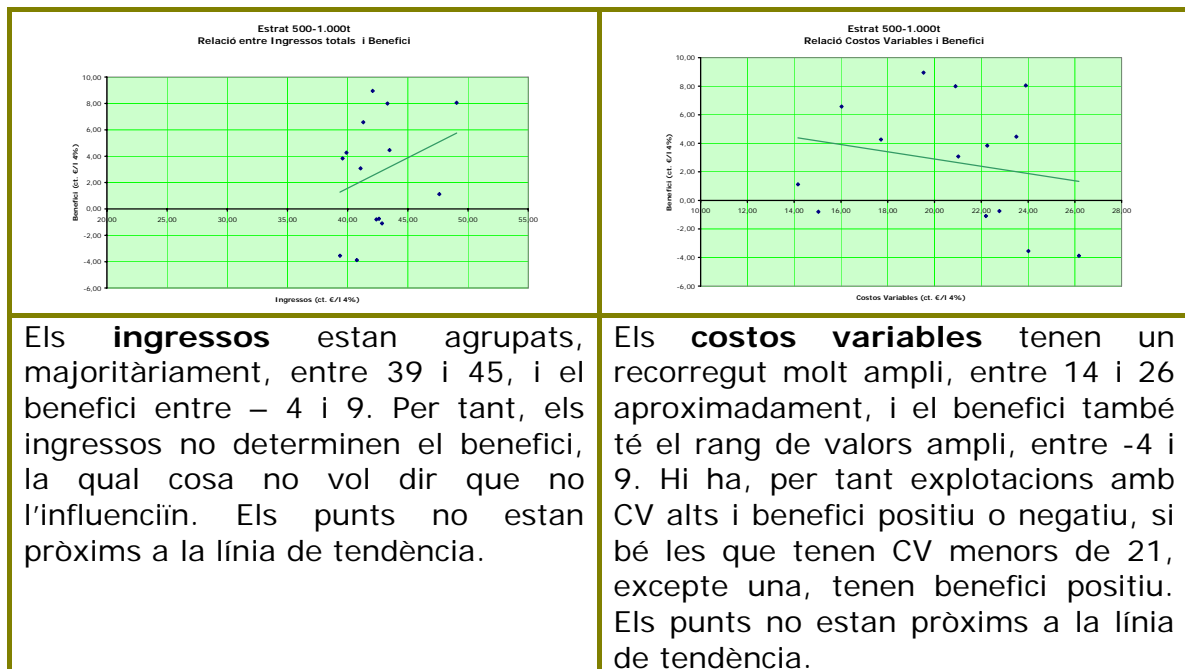 Estrat 500-1.000t
Relació entre Ingressos totals i Benefici
10,00
8,00
6,00
4,00
2,00
0,00
-2,00
-4,00
-6,00
20,00 25,00 30,00 35,00 40,00 45,00 50,00 55,00
Benefici (ct. €/l 4%)
Ingressos (ct. €/l 4%)
Estrat 500-1.000t
Relació Costos Variables i Benefici
10,00
8,00
6,00
4,00
2,00
0,00
-2,00
-4,00
-6,00
10,00 12,00 14,00 16,00 18,00 20,00 22,00 24,00 26,00 28,00
Benefici (ct. €/l 4%)
Costos Variables (ct. €/l 4%)
Els ingressos estan agrupats,
majoritàriament, entre 39 i 45, i el
benefici entre – 4 i 9. Per tant, els
ingressos no determinen el benefici,
la qual cosa no vol dir que no
l'influenciïn. Els punts no estan
pròxims a la línia de tendència.
Els costos variables tenen un
recorregut molt ampli, entre 14 i 26
aproximadament, i el benefici també
té el rang de valors ampli, entre -4 i
9. Hi ha, per tant explotacions amb
CV alts i benefici positiu o negatiu, si
bé les que tenen CV menors de 21,
excepte una, tenen benefici positiu.
Els punts no estan pròxims a la línia
de tendència.